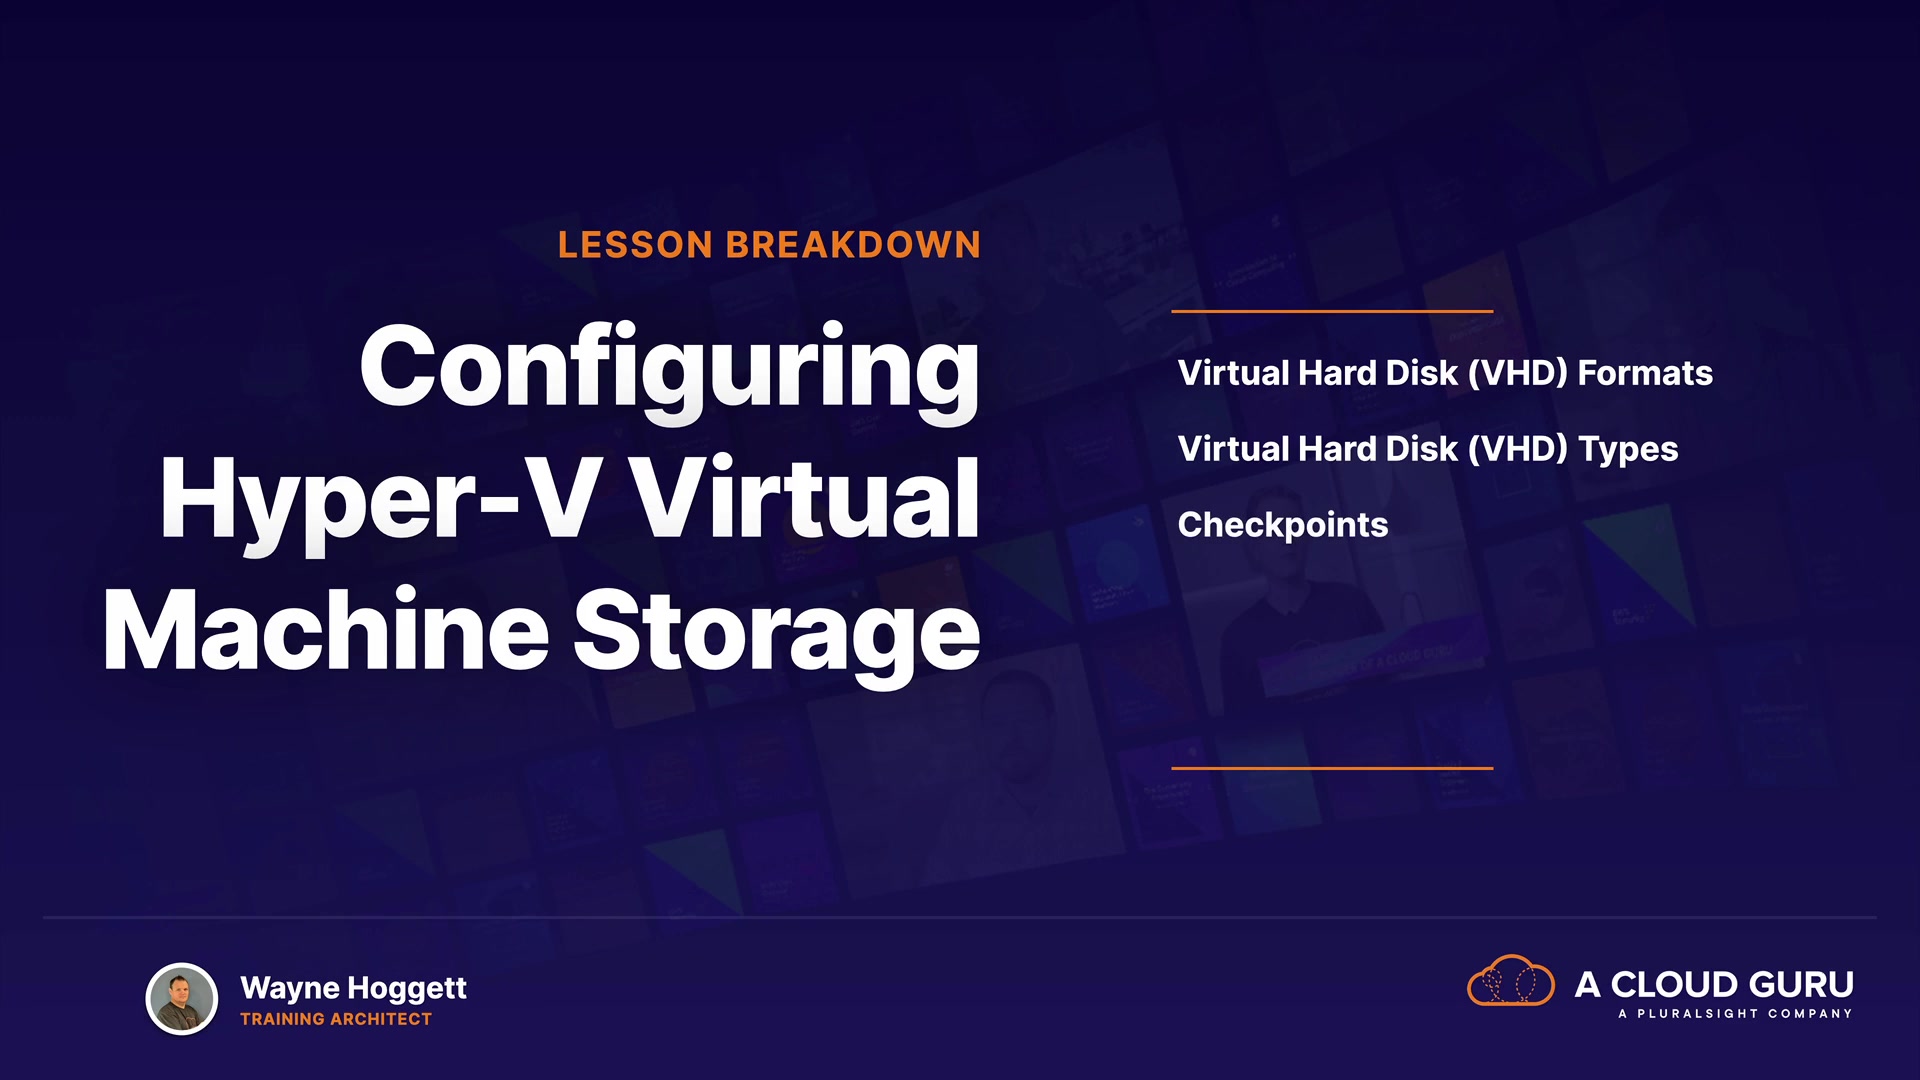 LESSON BREAKDOWN
Configuring
Hyper-V Virtual
Machine Storage
Virtual Hard Disk (VHD) Formats
Virtual Hard Disk (VHD) Types
Checkpoints
Wayne Hoggett
TRAINING ARCHITECT
A CLOUD GURU
A PLURALSIGHT COMPANY